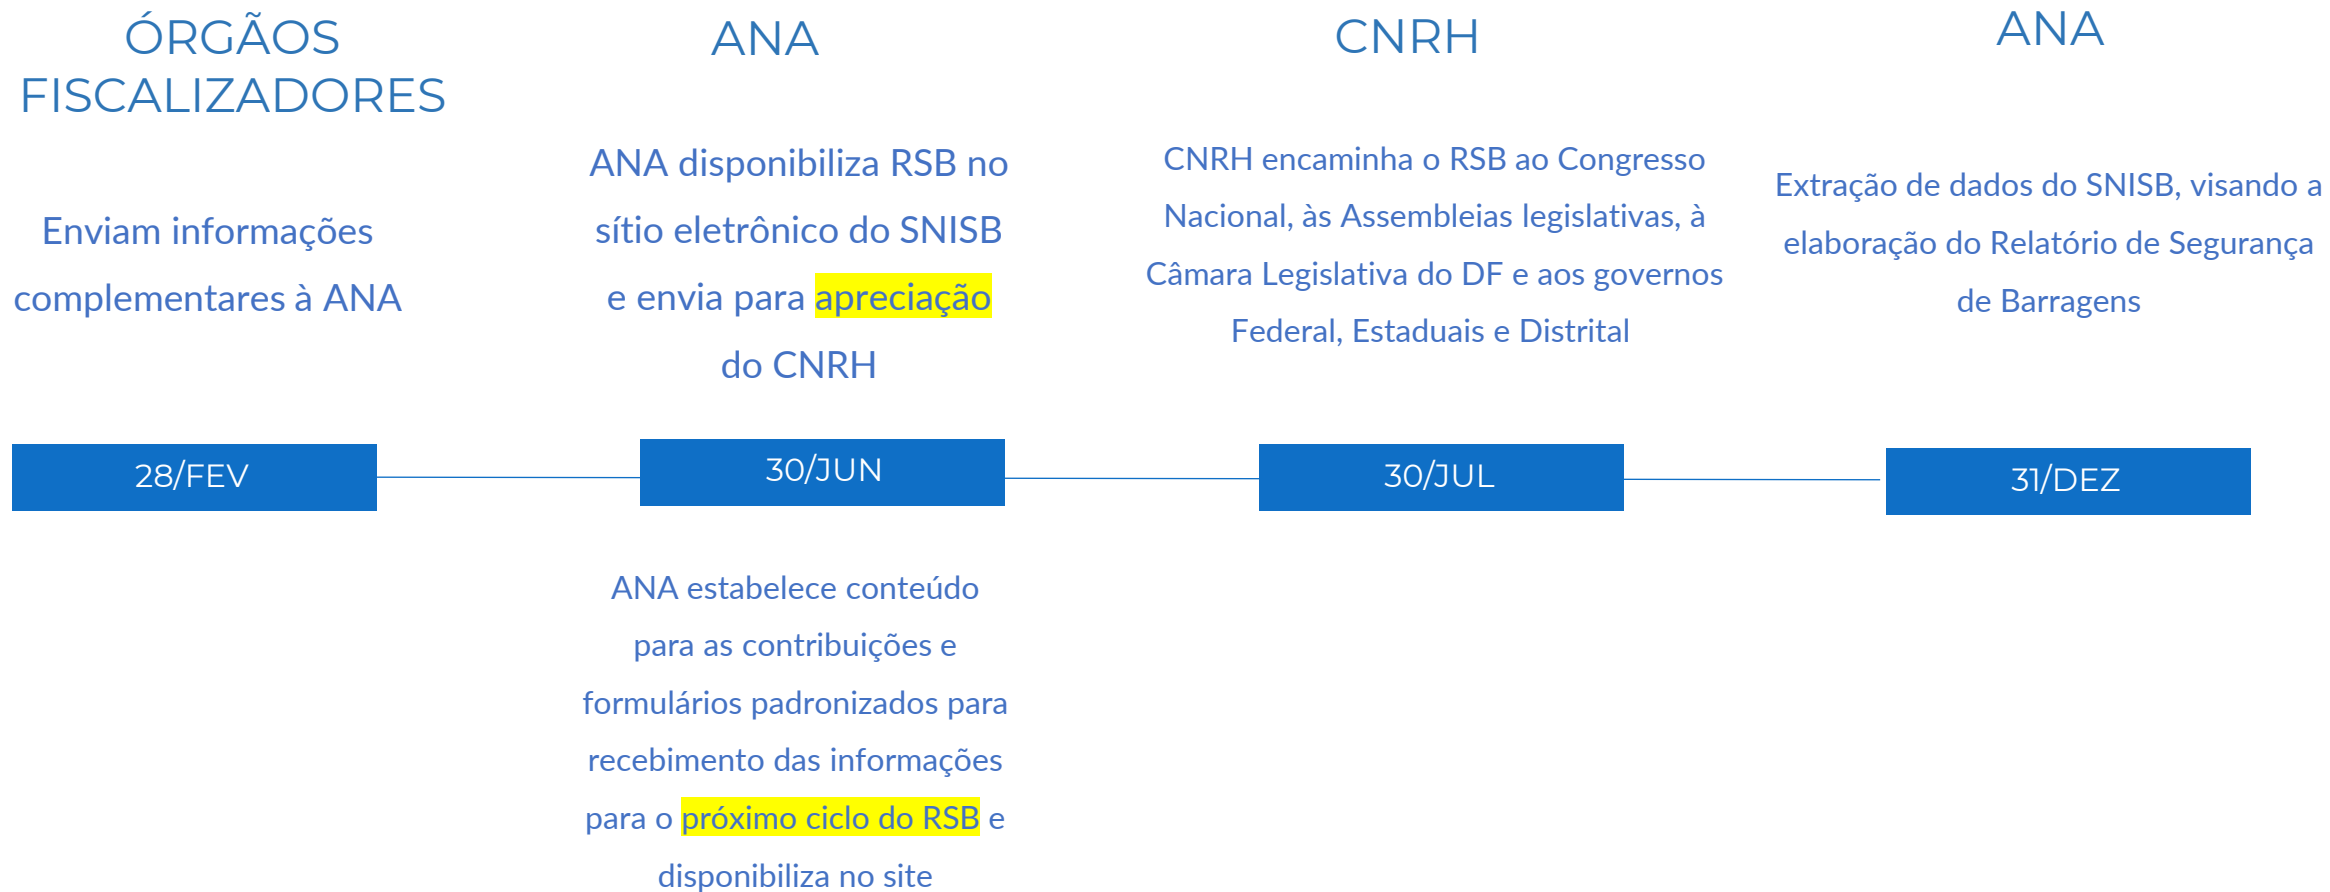 ÓRGÃOS
FISCALIZADORES
Enviam informações
complementares à ANA
28/FEV
ANA
ANA disponibiliza RSB no
sítio eletrônico do SNISB
e envia para apreciação
do CNRH
30/JUN
ANA estabelece conteúdo
para as contribuições e
formulários padronizados para
recebimento das informações
para o próximo ciclo do RSB e
disponibiliza no site
CNRH
CNRH encaminha o RSB ao Congresso
Nacional, às Assembleias legislativas, à
Câmara Legislativa do DF e aos governos
Federal, Estaduais e Distrital
30/JUL
ANA
Extração de dados do SNISB, visando a
elaboração do Relatório de Segurança
de Barragens
31/DEZ